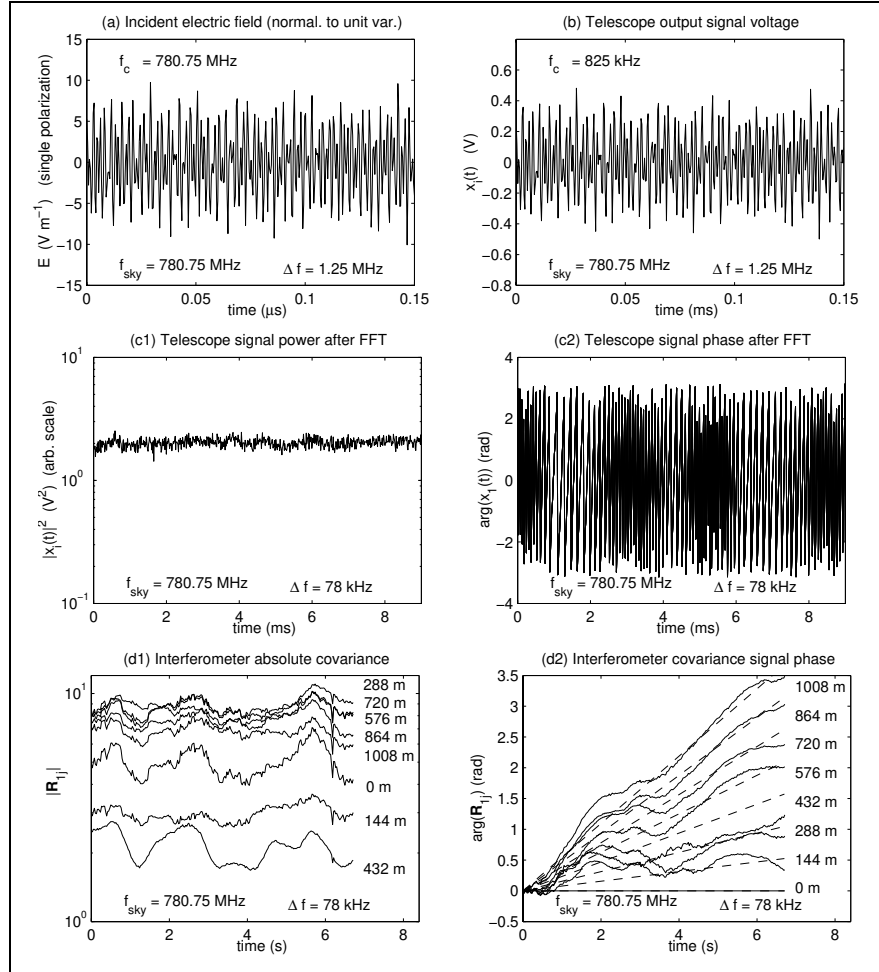 (a) Incident electric field (normal. to unit var.)
15
10
5
0
−5
−10
−15
E (V m−1) (single polarization)
f_c = 780.75 MHz
f_sky = 780.75 MHz
Δ f = 1.25 MHz
0
0.05
0.1
0.15
time (μs)
(b) Telescope output signal voltage
0.8
0.6
0.4
0.2
0
−0.2
−0.4
−0.6
−0.8
x_i(t) (V)
f_c = 825 kHz
f_sky = 780.75 MHz
Δ f = 1.25 MHz
0
0.05
0.1
0.15
time (ms)
(c1) Telescope signal power after FFT
10^1
10^0
10^−1
|x_i(t)|^2 (V^2) (arb. scale)
f_sky = 780.75 MHz
Δ f = 78 kHz
0
2
4
6
8
time (ms)
(c2) Telescope signal phase after FFT
4
2
0
−2
−4
arg(x_1(t)) (rad)
f_sky = 780.75 MHz
Δ f = 78 kHz
0
2
4
6
8
time (ms)
(d1) Interferometer absolute covariance
10^1
10^0
|R_1j|
288 m
720 m
576 m
864 m
1008 m
0 m
144 m
432 m
f_sky = 780.75 MHz
Δ f = 78 kHz
0
2
4
6
8
time (s)
(d2) Interferometer covariance signal phase
3.5
3
2.5
2
1.5
1
0.5
0
−0.5
arg(R_1j) (rad)
1008 m
864 m
720 m
576 m
432 m
288 m
144 m
0 m
f_sky = 780.75 MHz
Δ f = 78 kHz
0
2
4
6
8
time (s)